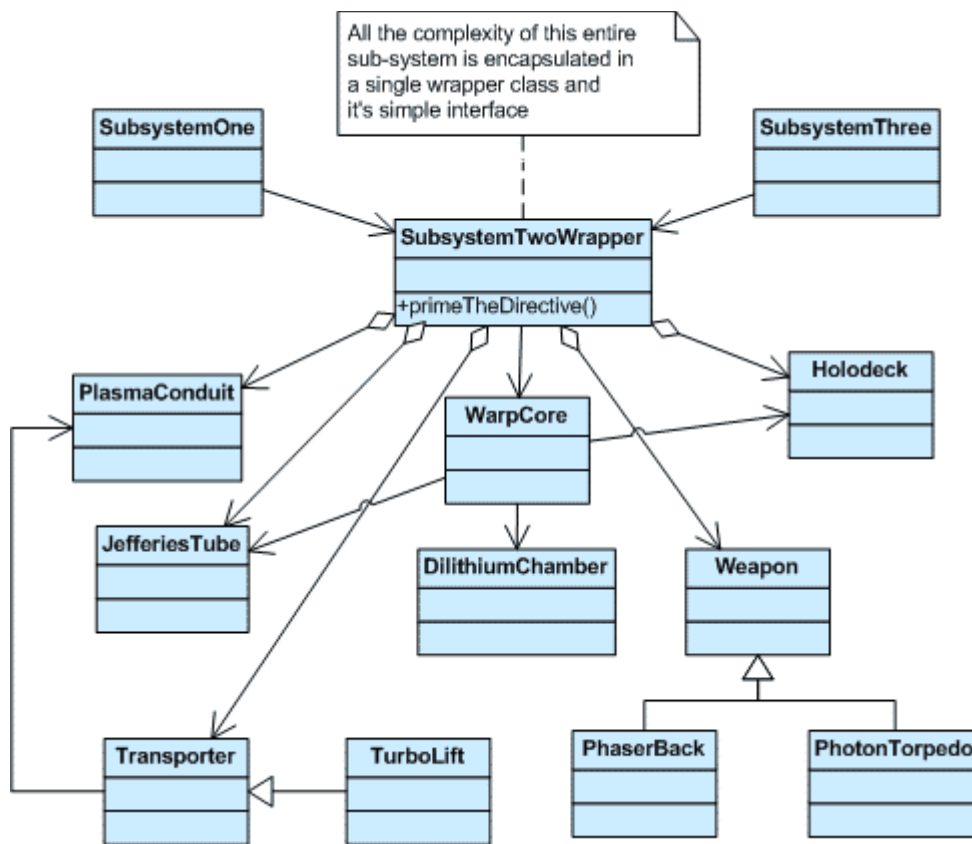 All the complexity of this entire
sub-system is encapsulated in
a single wrapper class and
it's simple interface
SubsystemOne
SubsystemThree
SubsystemTwoWrapper
+primeTheDirective()
PlasmaConduit
WarpCore
Holodeck
JefferiesTube
DilithiumChamber
Weapon
Transporter
TurboLift
PhaserBack
PhotonTorpedo